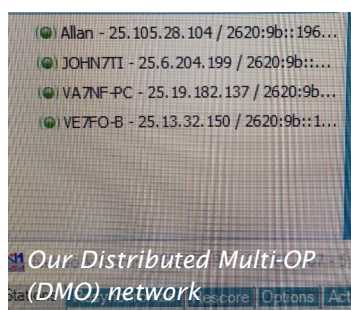 Allan - 25.105.28.104 / 2620:9b::196...
JOHN7TI - 25.6.204.199 / 2620:9b::...
VA7NF-PC - 25.19.182.137 / 2620:9b...
VE7FO-B - 25.13.32.150 / 2620:9b::1...
Our Distributed Multi-OP
(DMO) network
Rescore Options